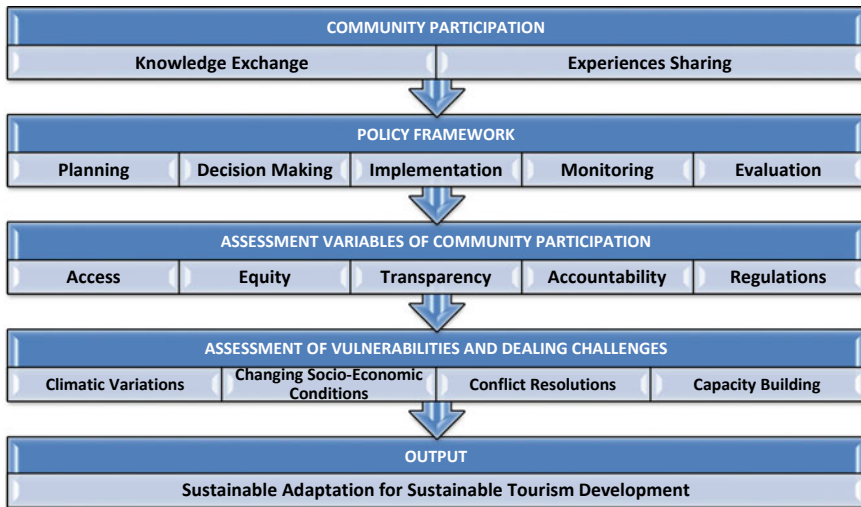 COMMUNITY PARTICIPATION
Knowledge Exchange
Experiences Sharing
POLICY FRAMEWORK
Planning
Decision Making
Implementation
Monitoring
Evaluation
ASSESSMENT VARIABLES OF COMMUNITY PARTICIPATION
Access
Equity
Transparency
Accountability
Regulations
ASSESSMENT OF VULNERABILITIES AND DEALING CHALLENGES
Climatic Variations
Changing Socio-Economic
Conditions
Conflict Resolutions
Capacity Building
OUTPUT
Sustainable Adaptation for Sustainable Tourism Development